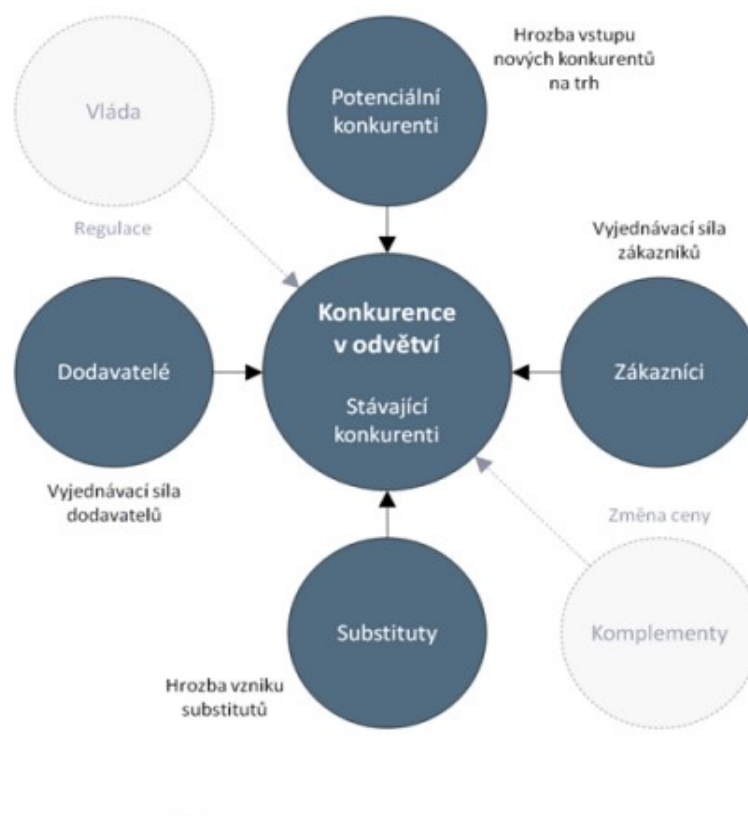 Hrozba vstupu
nových konkurentů
na trh
Vláda
Potenciální
konkurenti
Regulace
Vyjednávací síla
zákazníků
Konkurence
v odvětví
Dodavatelé
Stávající
konkurenti
Zákazníci
Vyjednávací síla
dodavatelů
Změna ceny
Substituty
Komplementy
Hrozba vzniku
substitutů